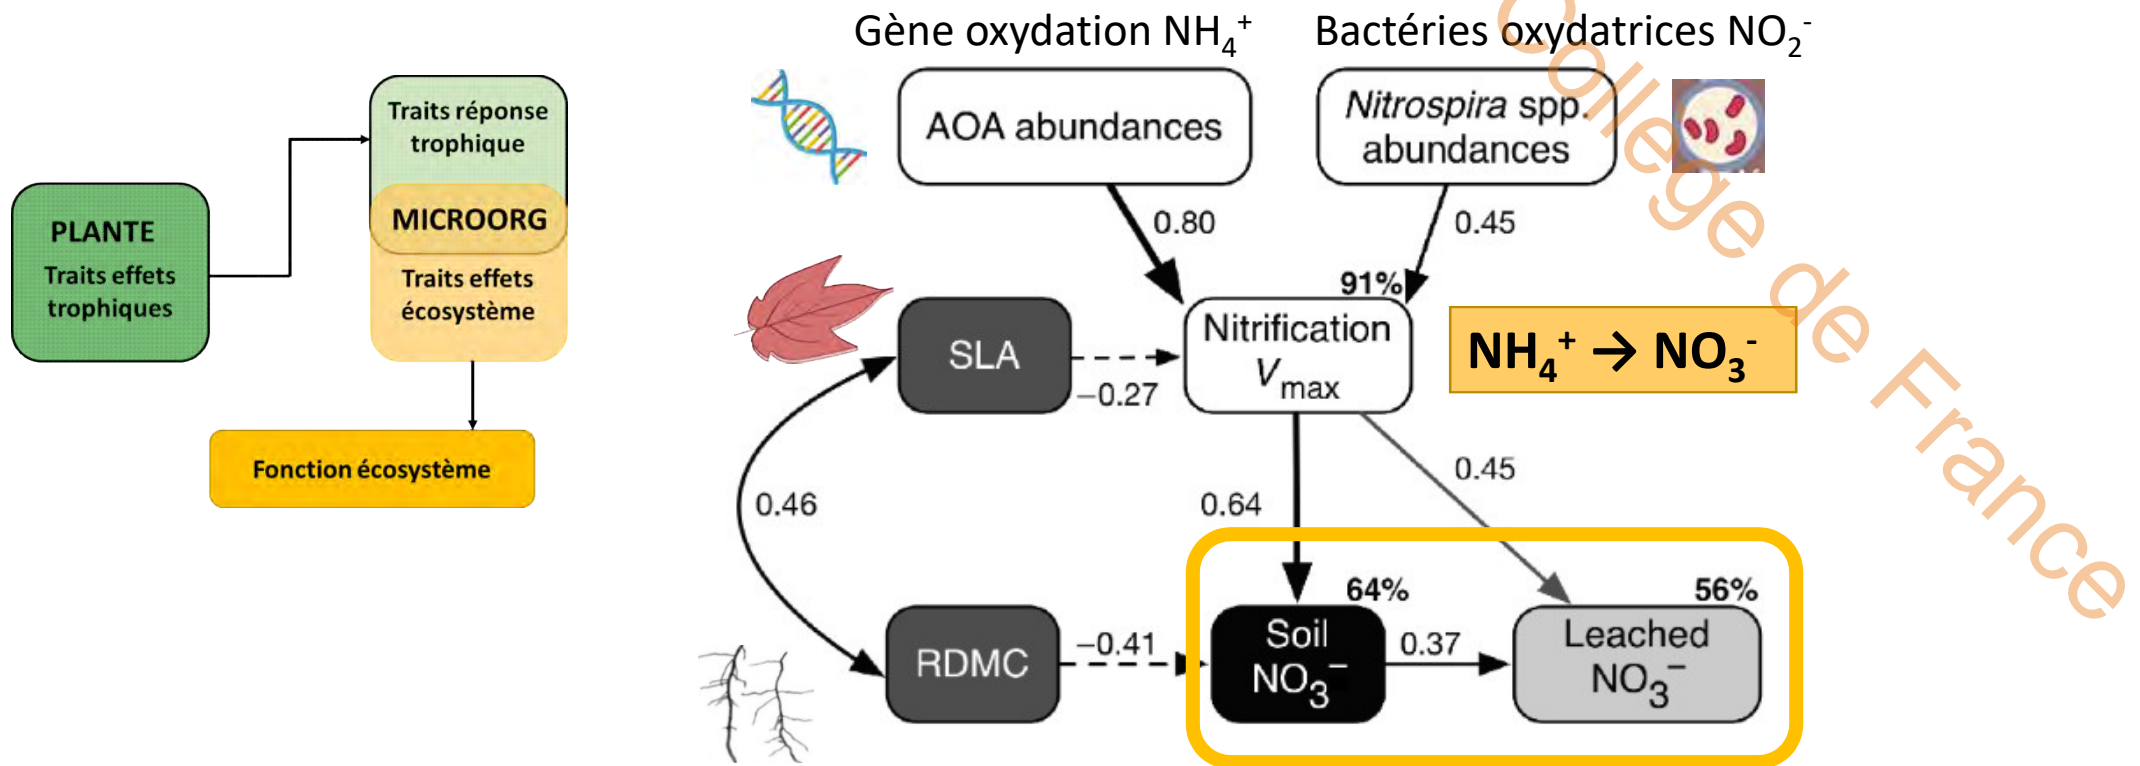 Gène oxydation NH₄⁺
Bactéries oxydatrices NO₂⁻
Traits réponse
trophique
MICROORG
Traits effets
écosystème
PLANTE
Traits effets
trophiques
Fonction écosystème
AOA abundances
Nitrospira spp.
abundances
0.80
0.45
91%
SLA
−0.27
Nitrification
Vmax
NH₄⁺ → NO₃⁻
0.46
0.64
0.45
RDMC
−0.41
64%
Soil
NO₃⁻
0.37
56%
Leached
NO₃⁻
College de France